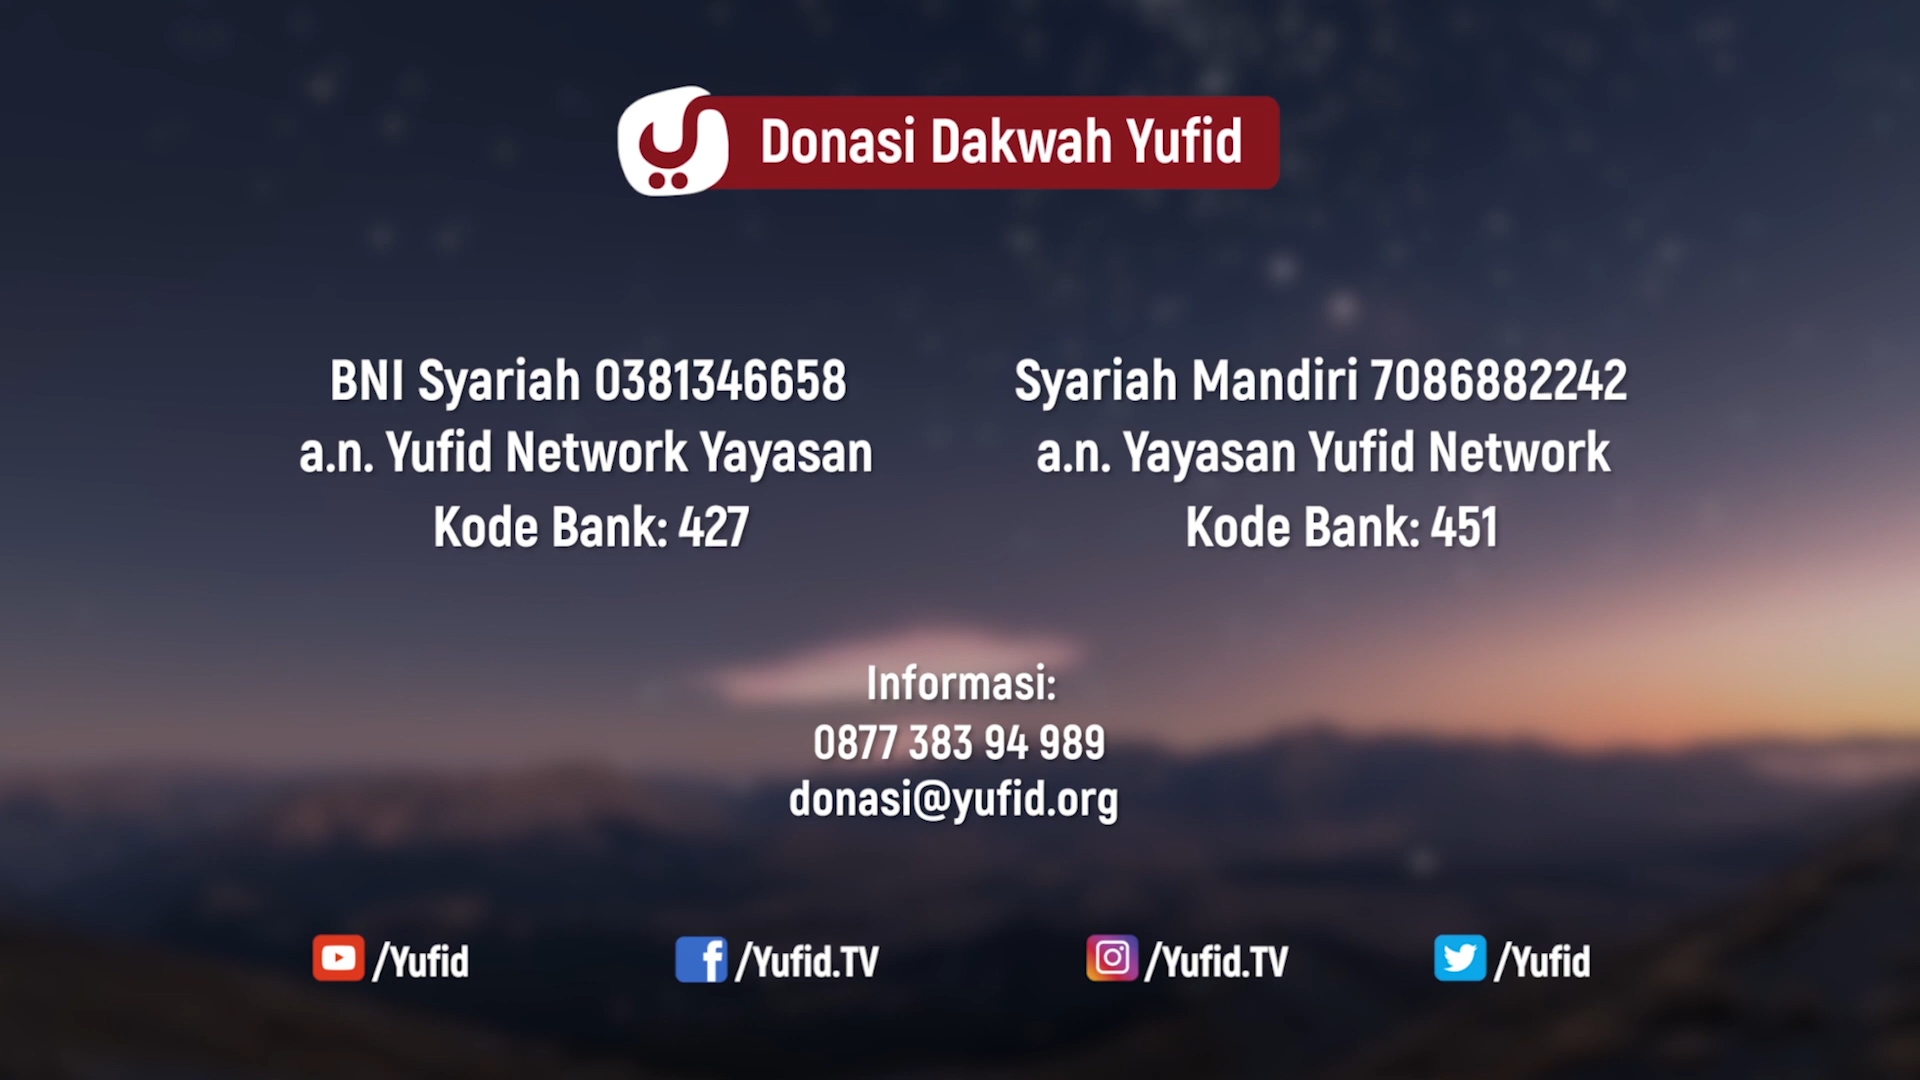 Donasi Dakwah Yufid
BNI Syariah 0381346658
a.n. Yufid Network Yayasan
Kode Bank: 427
Syariah Mandiri 7086882242
a.n. Yayasan Yufid Network
Kode Bank: 451
Informasi:
0877 383 94 989
donasi@yufid.org
/Yufid
/Yufid.TV
/Yufid.TV
/Yufid